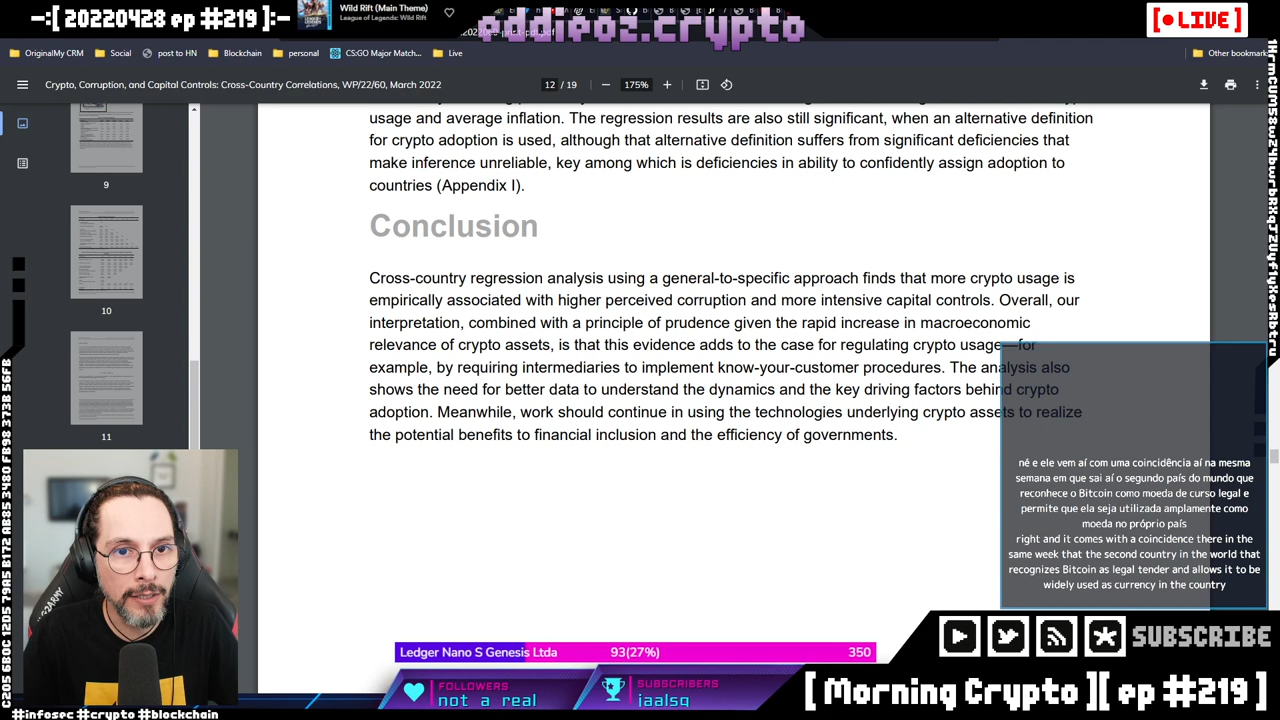 -:[ 20220428 ep #219 ]:-
Wild Rift (Main Theme)
League of Legends: Wild Rift
eddieoz.crypto
[ LIVE ]
OriginalMy CRM
Social
post to HN
Blockchain
personal
CS:GO Major Match...
Live
Other bookmark
Crypto, Corruption, and Capital Controls: Cross-Country Correlations, WP/22/60, March 2022
12 / 19
175%
usage and average inflation. The regression results are also still significant, when an alternative definition
for crypto adoption is used, although that alternative definition suffers from significant deficiencies that
make inference unreliable, key among which is deficiencies in ability to confidently assign adoption to
countries (Appendix I).
Conclusion
Cross-country regression analysis using a general-to-specific approach finds that more crypto usage is
empirically associated with higher perceived corruption and more intensive capital controls. Overall, our
interpretation, combined with a principle of prudence given the rapid increase in macroeconomic
relevance of crypto assets, is that this evidence adds to the case for regulating crypto usage—for
example, by requiring intermediaries to implement know-your-customer procedures. The analysis also
shows the need for better data to understand the dynamics and the key driving factors behind crypto
adoption. Meanwhile, work should continue in using the technologies underlying crypto assets to realize
the potential benefits to financial inclusion and the efficiency of governments.
9
10
11
né e ele vem aí com uma coincidência aí na mesma
semana em que sai aí o segundo país do mundo que
reconhece o Bitcoin como moeda de curso legal e
permite que ela seja utilizada amplamente como
moeda no próprio país
right and it comes with a coincidence there in the
same week that the second country in the world that
recognizes Bitcoin as legal tender and allows it to be
widely used as currency in the country
Ledger Nano S Genesis Ltda
93(27%)
350
FOLLOWERS
not a real
SUBSCRIBERS
iaalsq
SUBSCRIBE
[ Morning Crypto ][ ep #219 ]
#infosec #crypto #blockchain